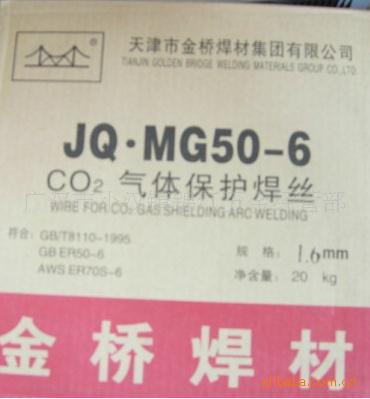 ®
天津市金桥焊材集团有限公司
TIANJIN GOLDEN BRIDGE WELDING MATERIALS GROUP CO.,LTD.
JQ·MG50-6
CO₂ 气体保护焊丝
WIRE FOR CO₂ GAS SHIELDING ARC WELDING
符合: GB/T8110-1995 规 格: 1.6mm
GB ER50-6 净含量: 20 kg
AWS ER70S-6
金桥焊材
alibaba.com.cn